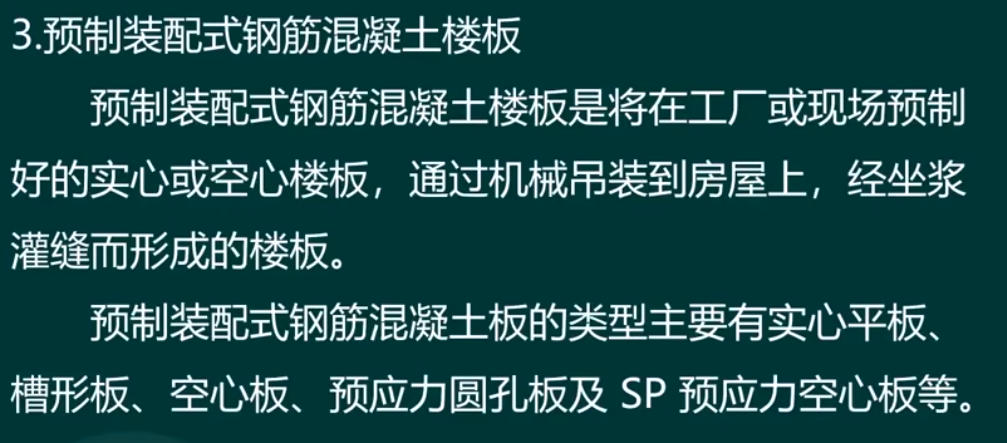 3.预制装配式钢筋混凝土楼板
预制装配式钢筋混凝土楼板是将在工厂或现场预制
好的实心或空心楼板，通过机械吊装到房屋上，经坐浆
灌缝而形成的楼板。
预制装配式钢筋混凝土板的类型主要有实心平板、
槽形板、空心板、预应力圆孔板及 SP 预应力空心板等。